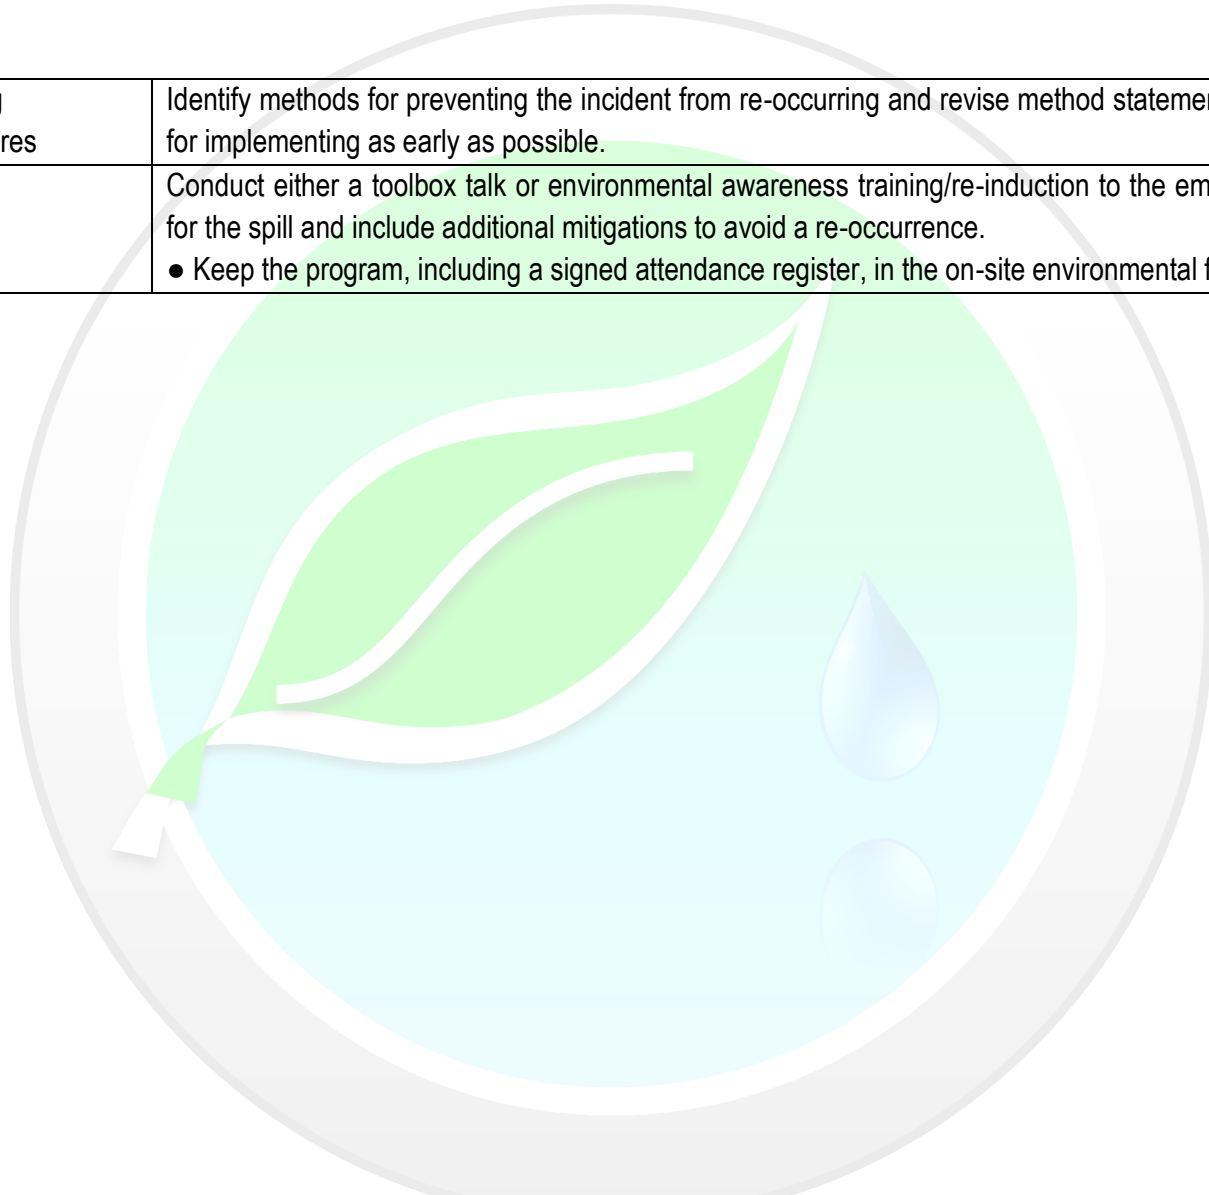 Identify methods for preventing the incident from re-occurring and revise method
res
for implementing as early as possible.
Conduct either a toolbox talk or environmental awareness training/re-induction to the
for the spill and include additional mitigations to avoid a re-occurrence.
● Keep the program, including a signed attendance register, in the on-site environmental